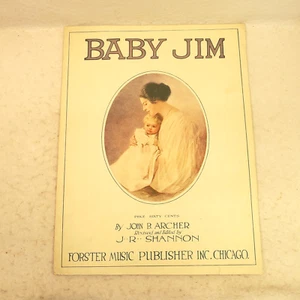 BABY JIM
PRICE SIXTY CENTS
By JOHN B. ARCHER
Revised and Edited by
J. R. SHANNON
FORSTER MUSIC PUBLISHER INC. CHICAGO.